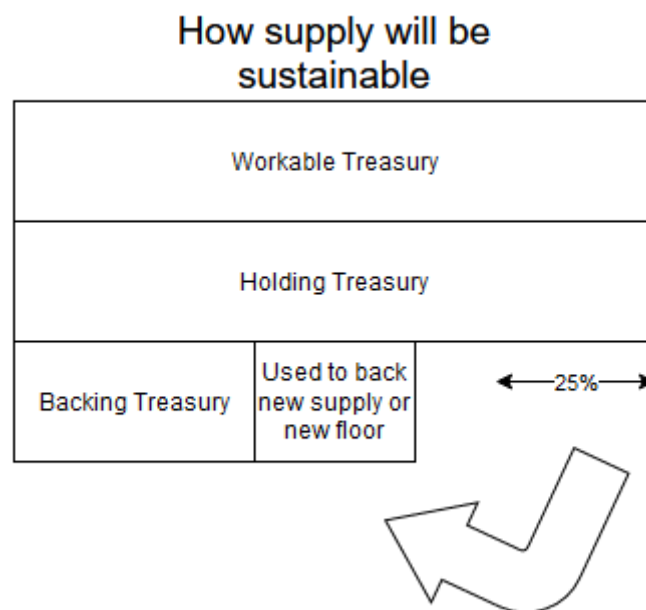 How supply will be
sustainable
Workable Treasury
Holding Treasury
Backing Treasury
Used to back
new supply or
new floor
25%